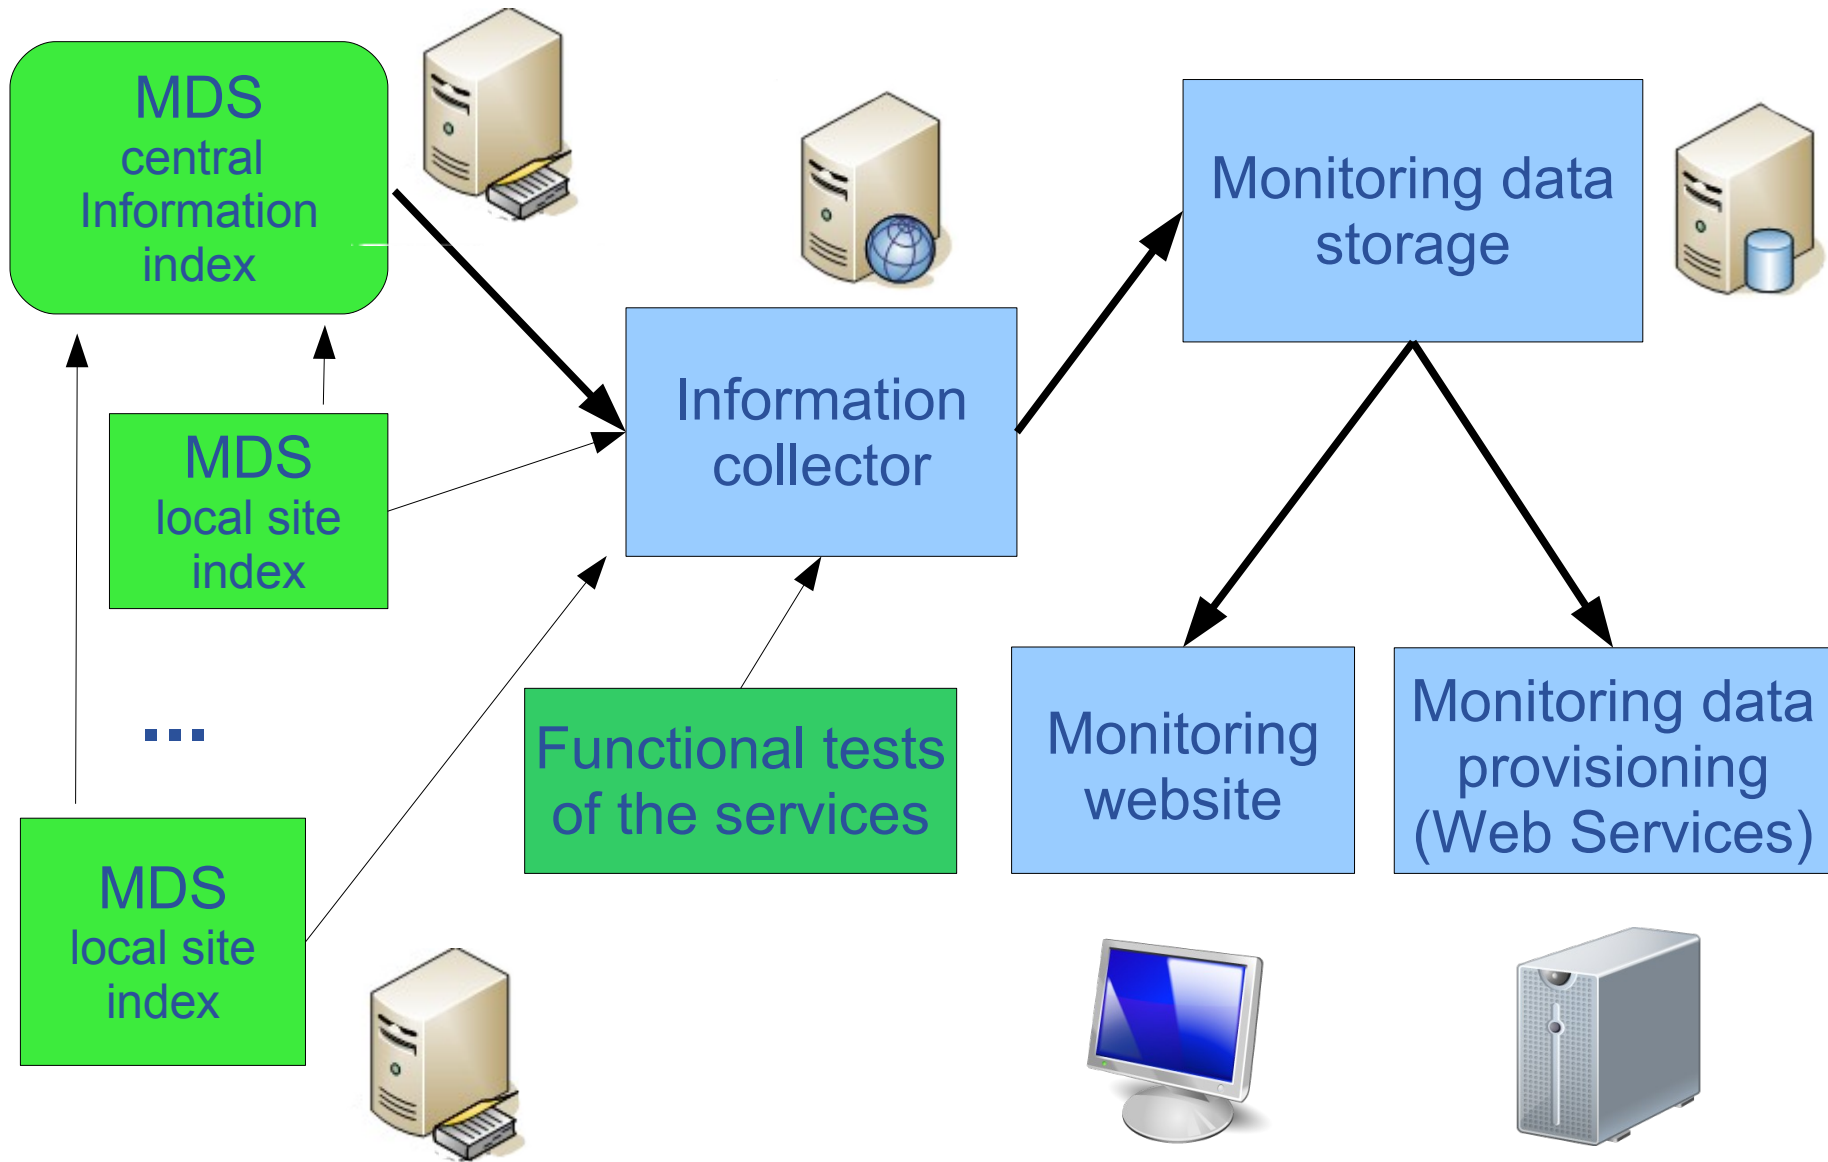 MDS
central
Information
index
Monitoring data
storage
Information
collector
MDS
local site
index
...
Functional tests
of the services
Monitoring
website
Monitoring data
provisioning
(Web Services)
MDS
local site
index